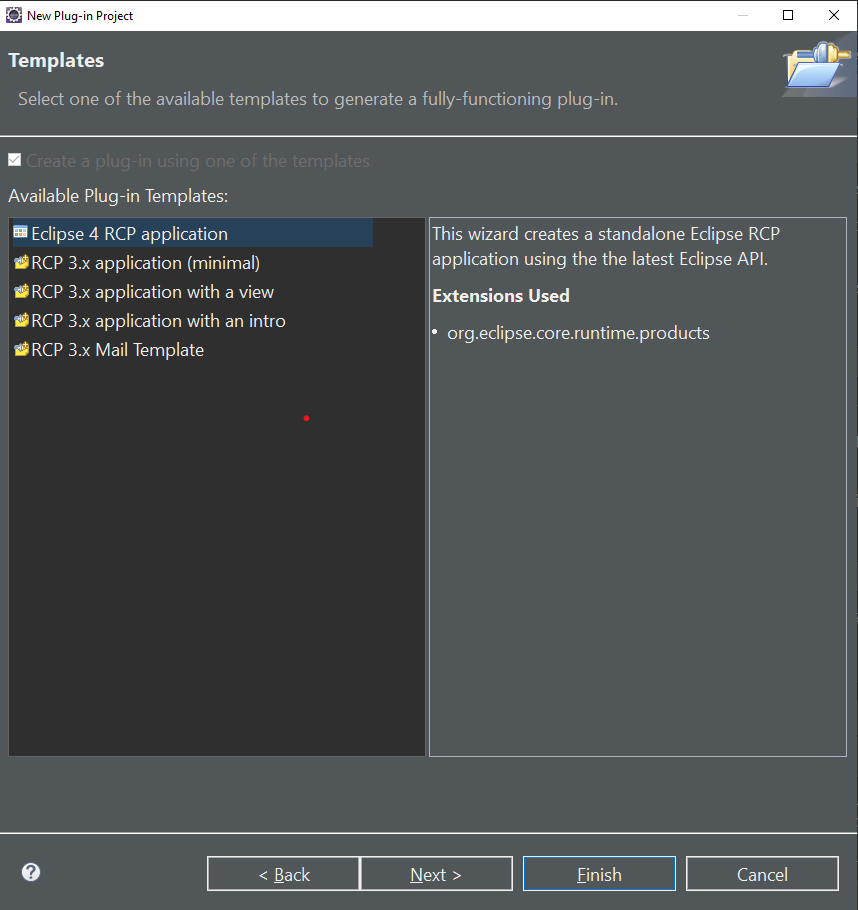 New Plug-in Project
Templates
Select one of the available templates to generate a fully-functioning plug-in.
Create a plug-in using one of the templates
Available Plug-in Templates:
Eclipse 4 RCP application
RCP 3.x application (minimal)
RCP 3.x application with a view
RCP 3.x application with an intro
RCP 3.x Mail Template
This wizard creates a standalone Eclipse RCP
application using the the latest Eclipse API.
Extensions Used
• org.eclipse.core.runtime.products
?
< Back
Next >
Finish
Cancel